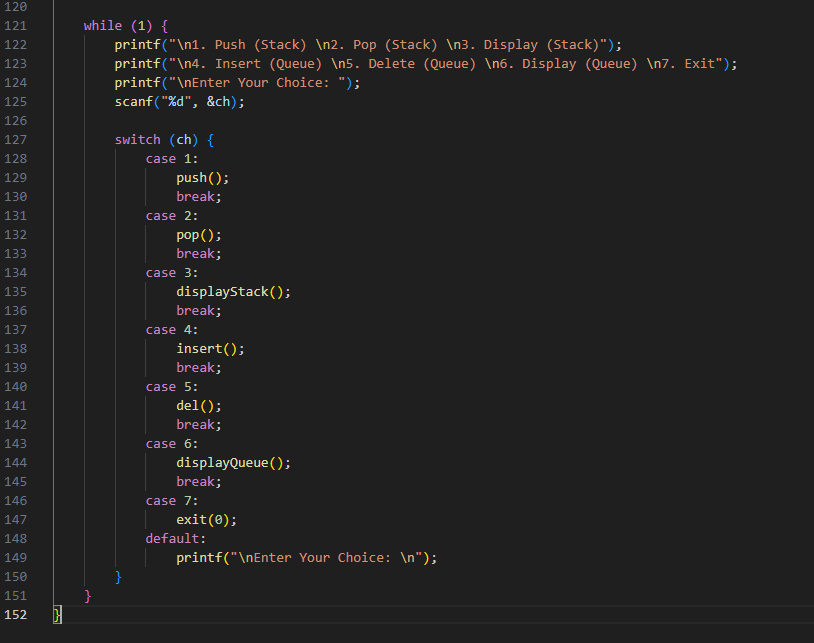 120
121 while (1) {
122 printf("\n1. Push (Stack) \n2. Pop (Stack) \n3. Display (Stack)");
123 printf("\n4. Insert (Queue) \n5. Delete (Queue) \n6. Display (Queue) \n7. Exit");
124 printf("\nEnter Your Choice: ");
125 scanf("%d", &ch);
126
127 switch (ch) {
128 case 1:
129 push();
130 break;
131 case 2:
132 pop();
133 break;
134 case 3:
135 displayStack();
136 break;
137 case 4:
138 insert();
139 break;
140 case 5:
141 del();
142 break;
143 case 6:
144 displayQueue();
145 break;
146 case 7:
147 exit(0);
148 default:
149 printf("\nEnter Your Choice: \n");
150 }
151 }
152 }